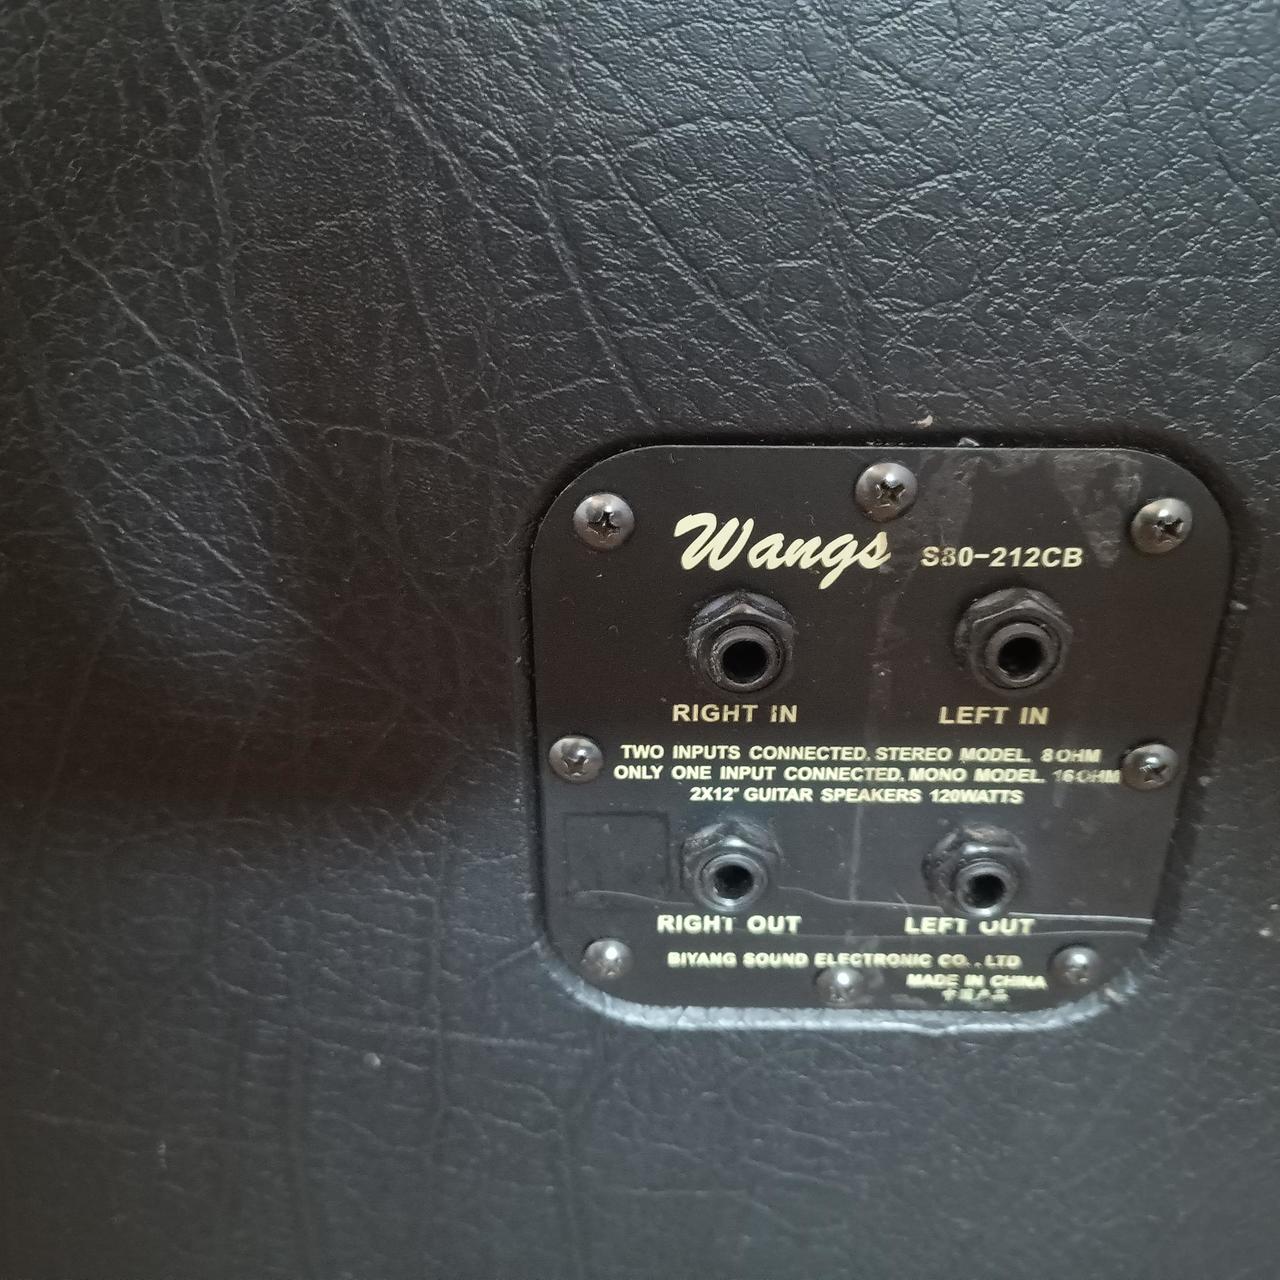 Wangs S80-212CB
RIGHT IN LEFT IN
TWO INPUTS CONNECTED, STEREO MODEL. 8OHM
ONLY ONE INPUT CONNECTED, MONO MODEL. 16OHM
2X12" GUITAR SPEAKERS 120WATTS
RIGHT OUT LEFT OUT
BIYANG SOUND ELECTRONIC CO., LTD
MADE IN CHINA